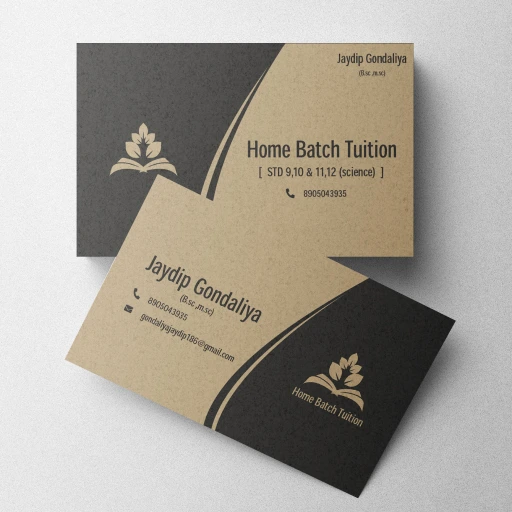 Jaydip Gondaliya
(B.sc ,m.sc)
Home Batch Tuition
[ STD 9,10 & 11,12 (science) ]
8905043935
Jaydip Gondaliya
(B.sc ,m.sc)
8905043935
gondaliyajaydip186@gmail.com
Home Batch Tuition